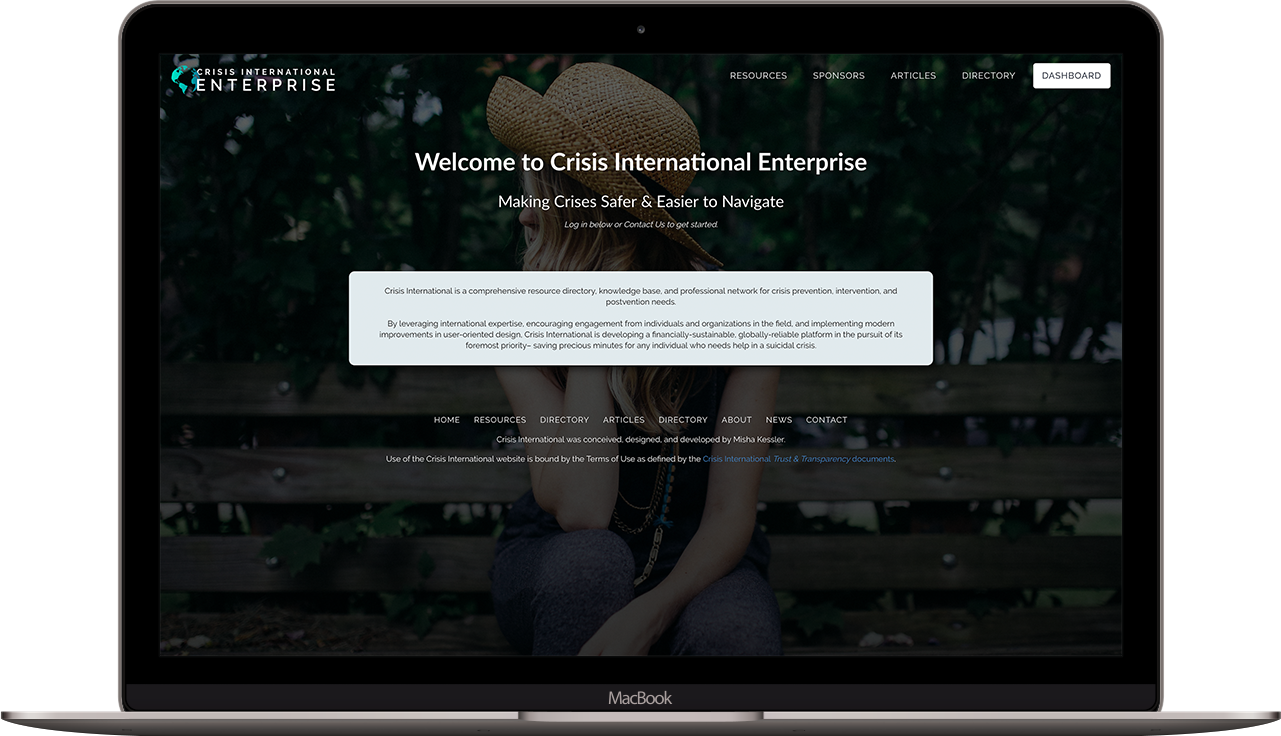 CRISIS INTERNATIONAL
ENTERPRISE
RESOURCES SPONSORS ARTICLES DIRECTORY DASHBOARD
Welcome to Crisis International Enterprise
Making Crises Safer & Easier to Navigate
Log in below or Contact Us to get started.
Crisis International is a comprehensive resource directory, knowledge base, and professional network for crisis prevention, intervention, and
postvention needs.
By leveraging international expertise, encouraging engagement from individuals and organizations in the field, and implementing modern
improvements in user-oriented design, Crisis International is developing a financially-sustainable, globally-reliable platform in the pursuit of its
foremost priority– saving precious minutes for any individual who needs help in a suicidal crisis.
HOME RESOURCES DIRECTORY ARTICLES DIRECTORY ABOUT NEWS CONTACT
Crisis International was conceived, designed, and developed by Misha Kessler.
Use of the Crisis International website is bound by the Terms of Use as defined by the Crisis International Trust & Transparency documents.
MacBook